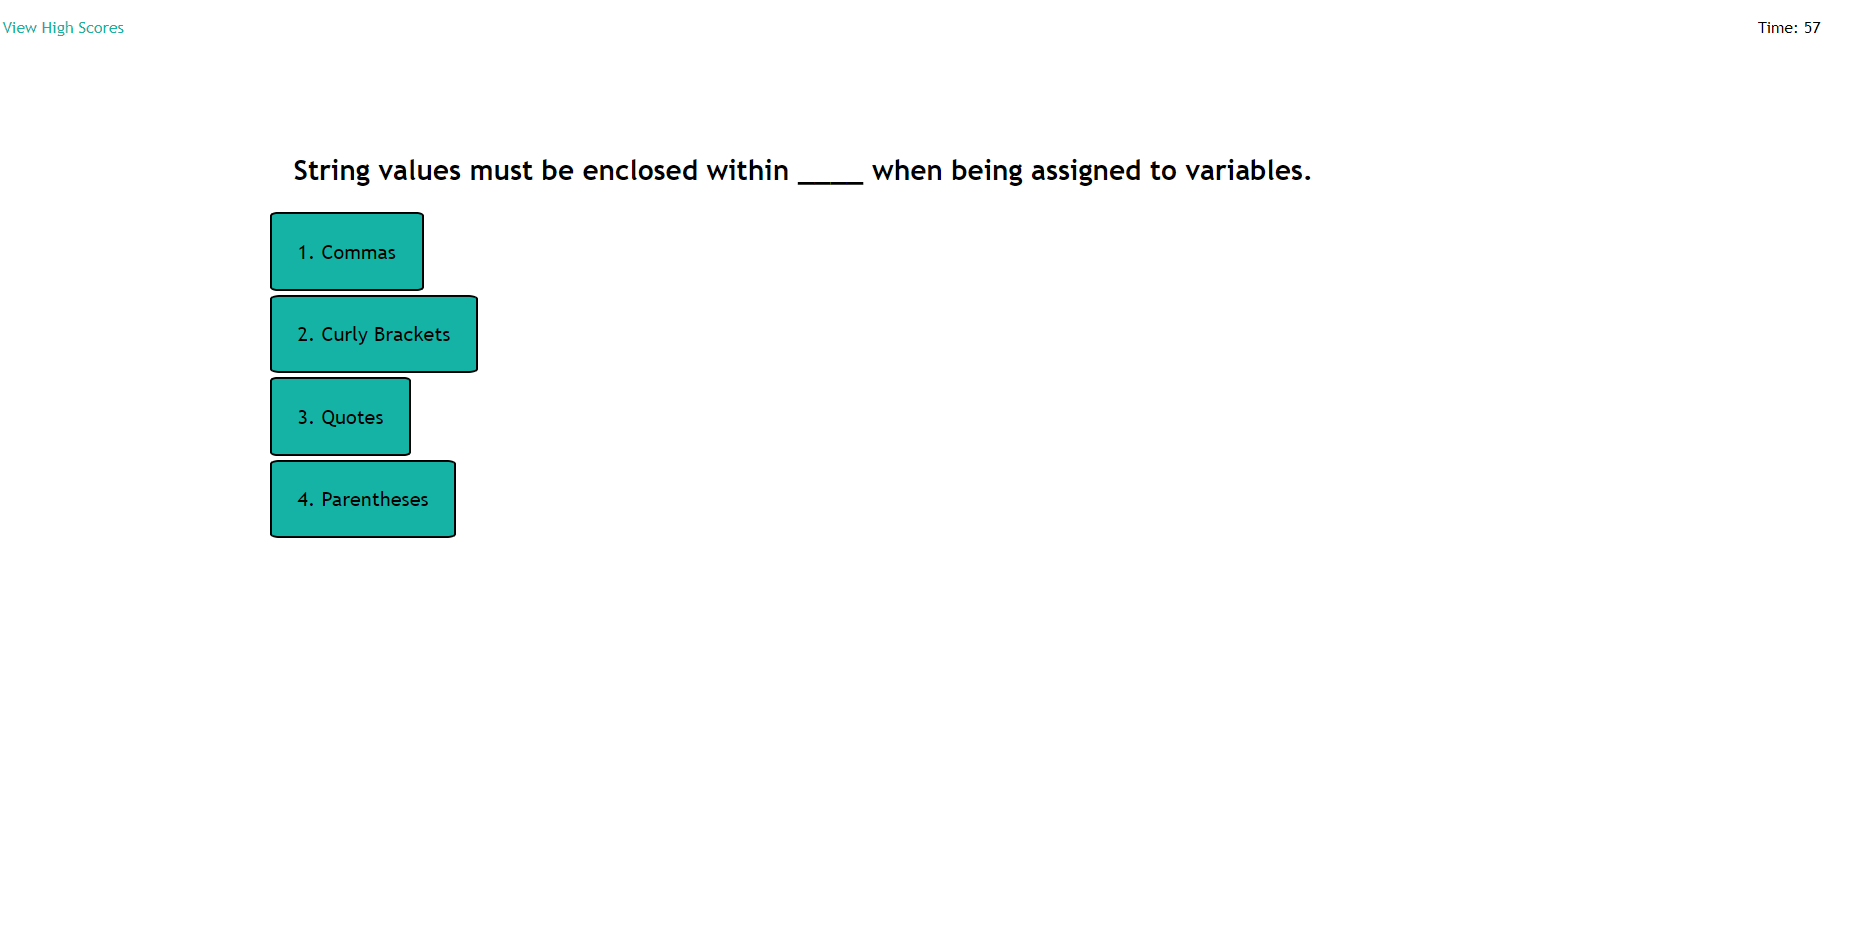 View High Scores
Time: 57
String values must be enclosed within ____ when being assigned to variables.
1. Commas
2. Curly Brackets
3. Quotes
4. Parentheses